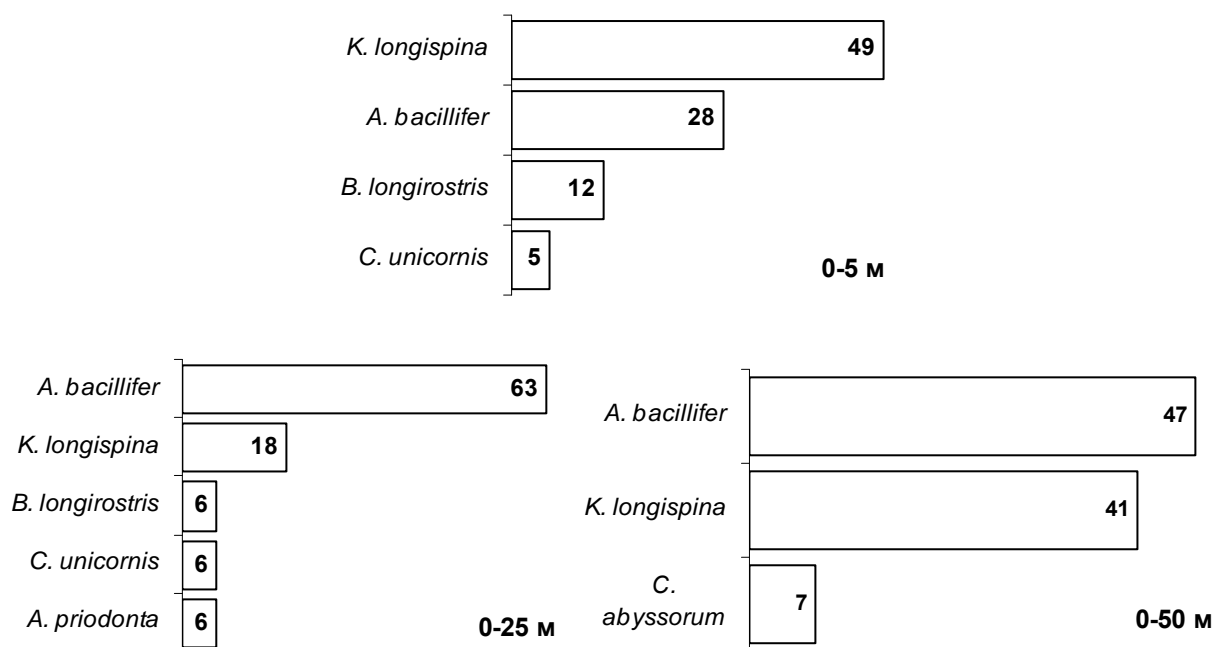 K. longispina 49
A. bacillifer 28
B. longirostris 12
C. unicornis 5
0-5 м
A. bacillifer 63
K. longispina 18
B. longirostris 6
C. unicornis 6
A. priodonta 6
0-25 м
A. bacillifer 47
K. longispina 41
C.
abyssorum 7
0-50 м